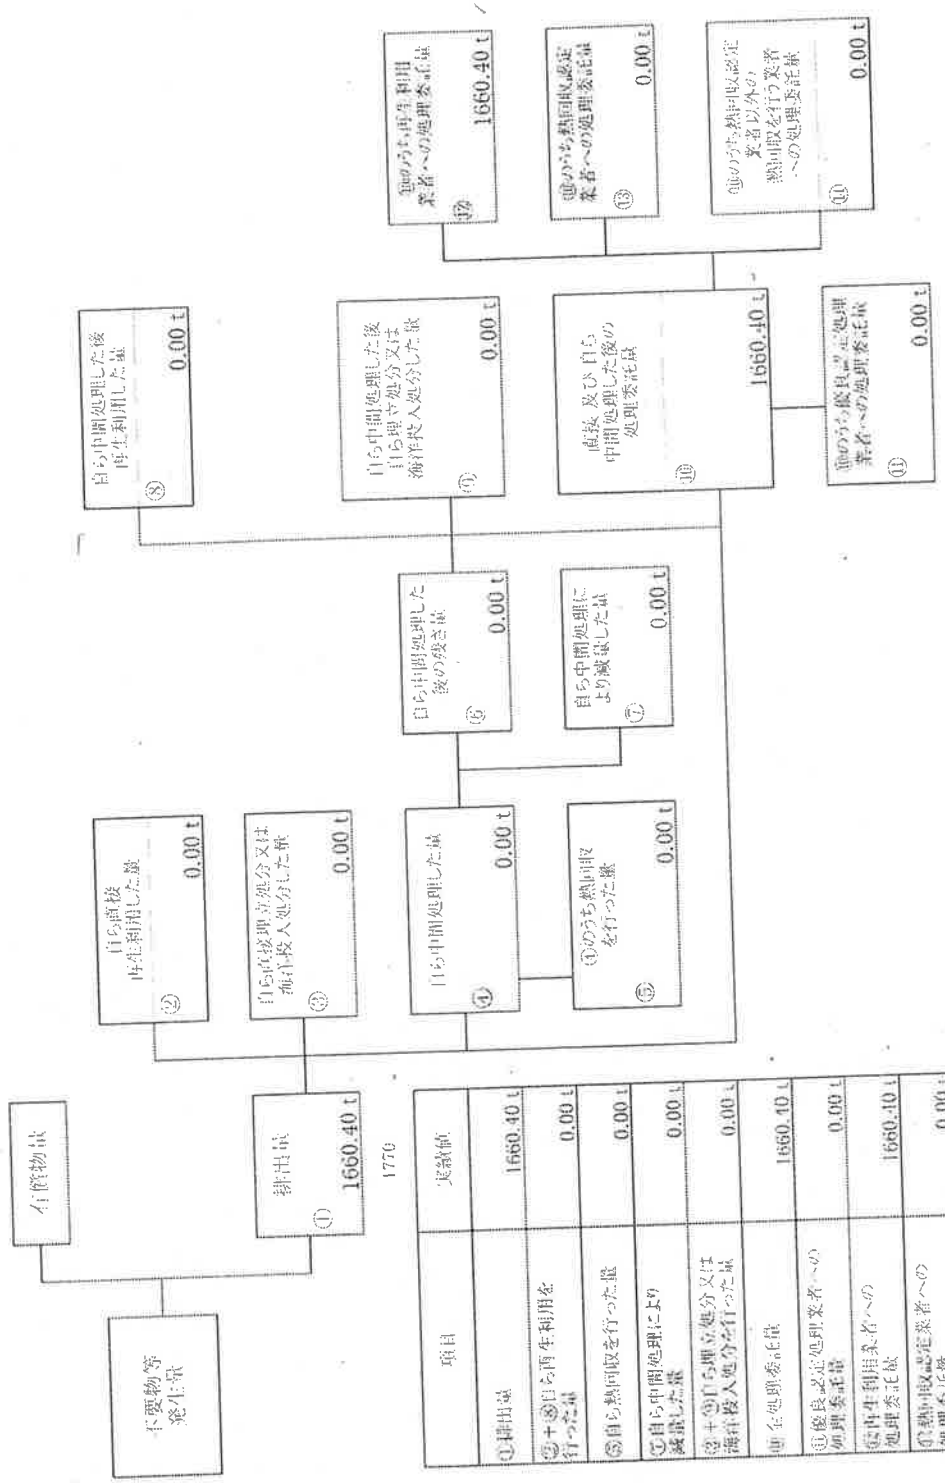 不要物等
発生量
有償物量
排出量
①
1660.40 t
1770
自ら直接
再生利用した量
②
0.00 t
自ら直接埋立処分又は
海洋投入処分した量
③
0.00 t
自ら中間処理した量
④
0.00 t
④のうち熱回収
を行った量
⑤
0.00 t
自ら中間処理した
後の残さ量
⑥
0.00 t
自ら中間処理に
より減量した量
⑦
0.00 t
自ら中間処理した後
再生利用した量
⑧
0.00 t
自ら中間処理した後
自ら埋立処分又は
海洋投入処分した量
⑨
0.00 t
直接及び自ら
中間処理した後の
処理委託量
⑩
1660.40 t
⑩のうち優良認定処理
業者への処理委託量
⑪
0.00 t
⑩のうち再生利用
業者への処理委託量
⑫
1660.40 t
⑩のうち熱回収認定
業者への処理委託量
⑬
0.00 t
⑩のうち熱回収認定
業者以外の
熱回収を行う業者
への処理委託量
0.00 t
項目
実績値
①排出量
1660.40 t
②+⑧自ら再生利用を
行った量
0.00 t
⑤自ら熱回収を行った量
0.00 t
⑦自ら中間処理により
減量した量
0.00 t
③+⑨自ら埋立処分又は
海洋投入処分を行った量
0.00 t
⑩全処理委託量
1660.40 t
⑪優良認定処理業者への
処理委託量
0.00 t
⑫再生利用業者への
処理委託量
1660.40 t
⑬熱回収認定業者への
処理委託量
0.00 t